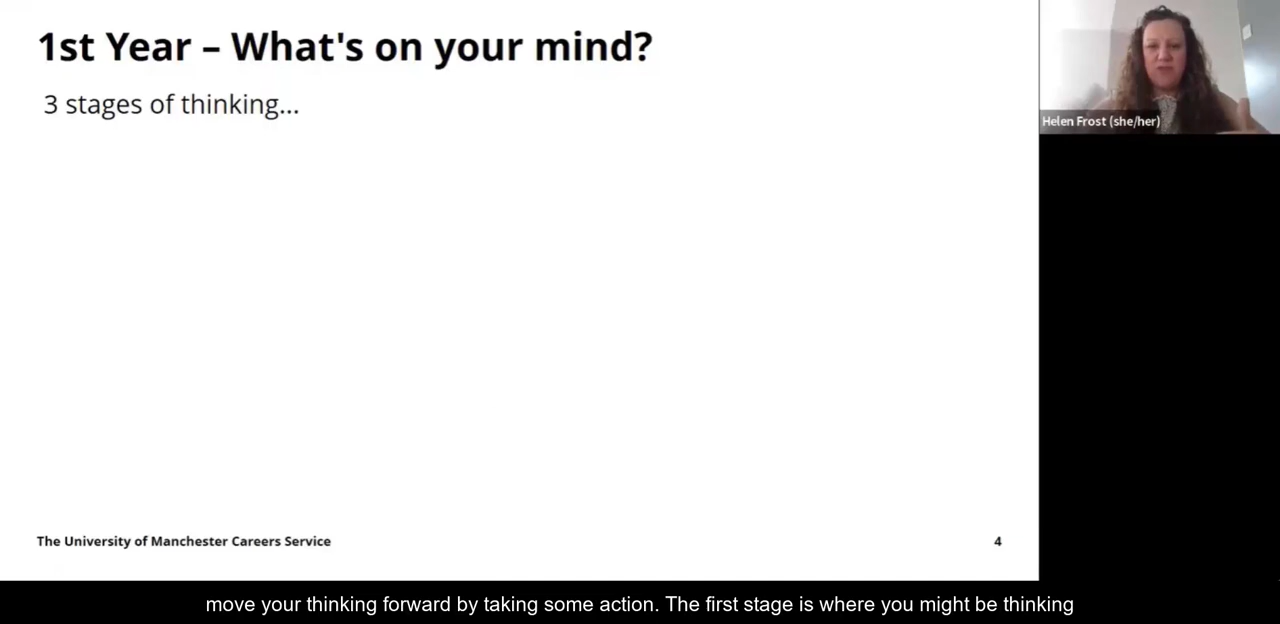 1st Year – What's on your mind?
3 stages of thinking...
Helen Frost (she/her)
The University of Manchester Careers Service
4
move your thinking forward by taking some action. The first stage is where you might be thinking